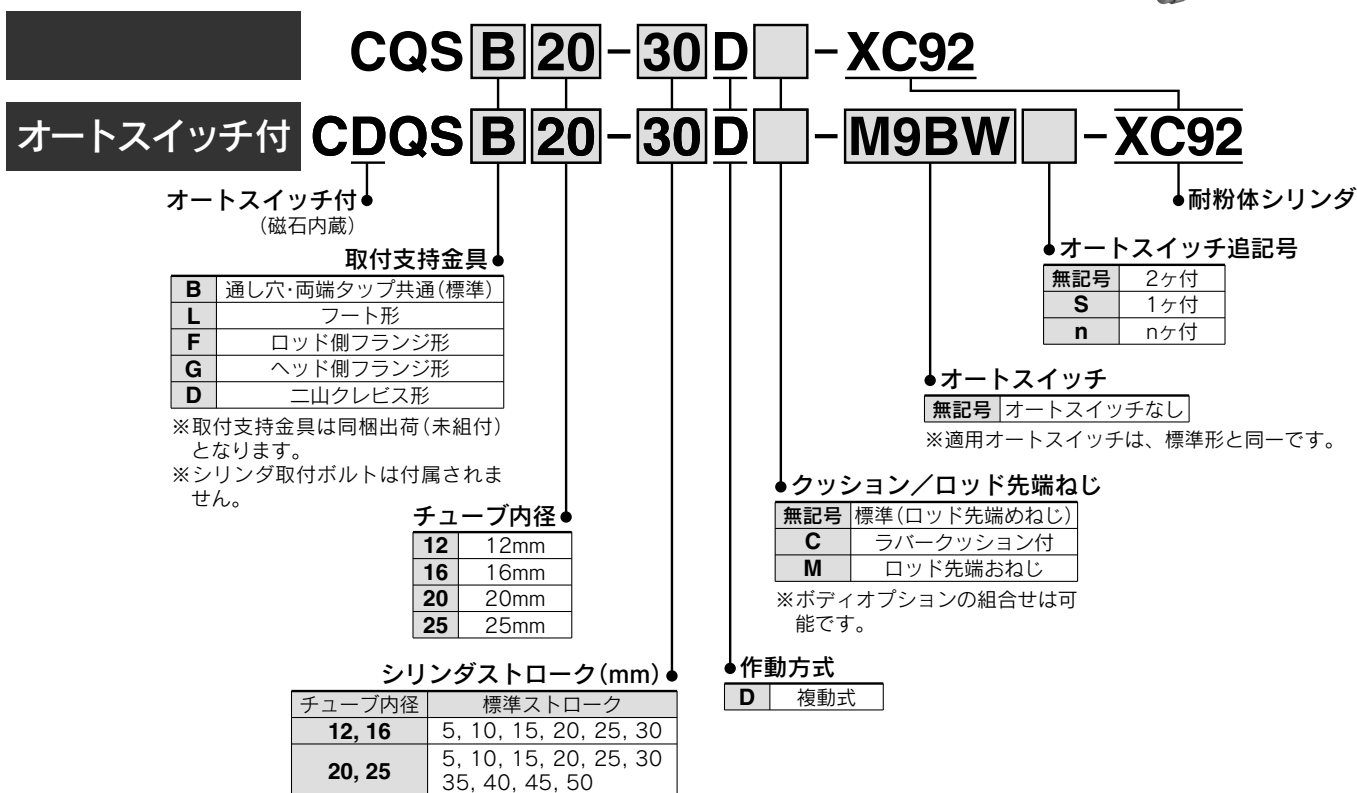 CQSB20-30D-XC92
オートスイッチ付 CDQSB20-30D-M9BW-XC92
オートスイッチ付
(磁石内蔵)
耐粉体シリンダ
取付支持金具
B 通し穴・両端タップ共通(標準)
L フート形
F ロッド側フランジ形
G ヘッド側フランジ形
D 二山クレビス形
※取付支持金具は同梱出荷(未組付)
となります。
※シリンダ取付ボルトは付属されま
せん。
オートスイッチ追記号
無記号 2ヶ付
S 1ヶ付
n nヶ付
オートスイッチ
無記号 オートスイッチなし
※適用オートスイッチは、標準形と同一です。
クッション/ロッド先端ねじ
無記号 標準(ロッド先端めねじ)
C ラバークッション付
M ロッド先端おねじ
※ボディオプションの組合せは可
能です。
チューブ内径
12 12mm
16 16mm
20 20mm
25 25mm
作動方式
D 複動式
シリンダストローク(mm)
チューブ内径 標準ストローク
12, 16 5, 10, 15, 20, 25, 30
20, 25 5, 10, 15, 20, 25, 30
35, 40, 45, 50